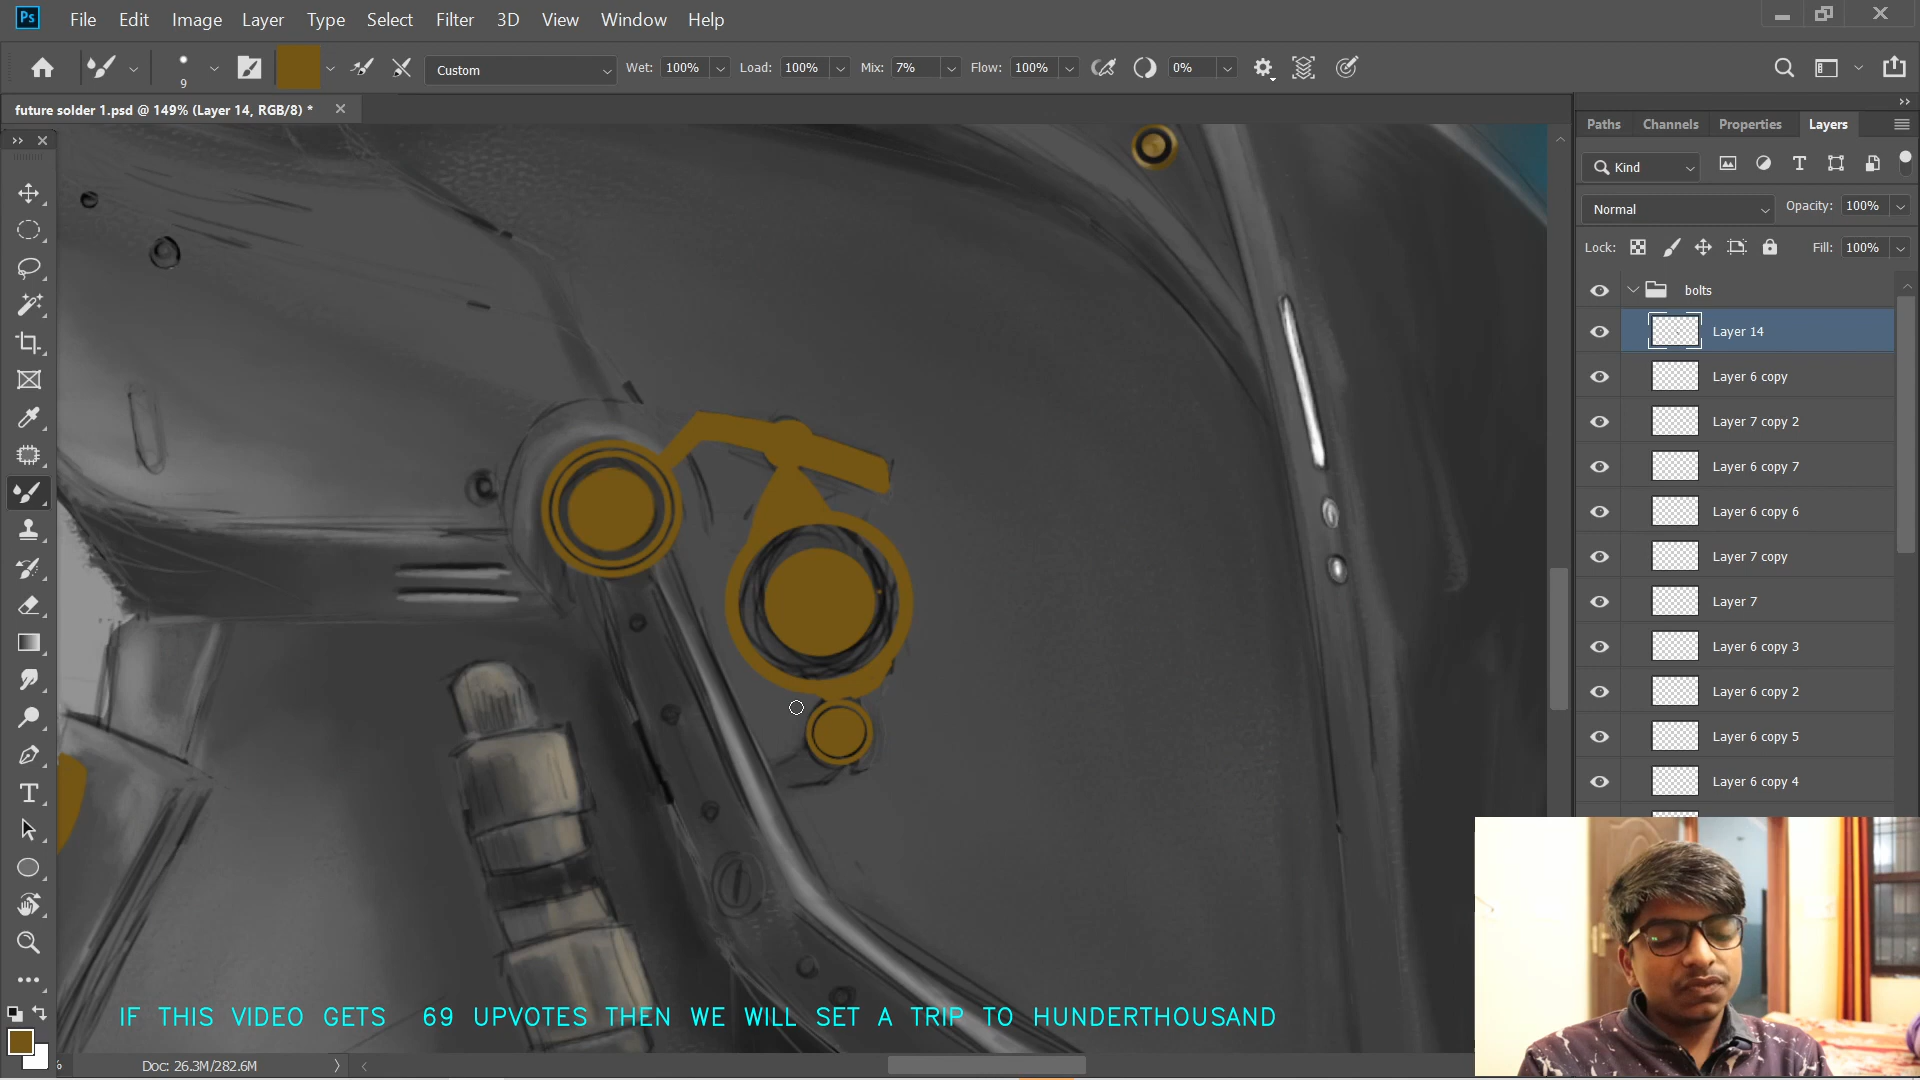 Ps File Edit Image Layer Type Select Filter 3D View Window Help
9 Custom Wet: 100% Load: 100% Mix: 7% Flow: 100% 0%
future solder 1.psd @ 149% (Layer 14, RGB/8) *
Paths Channels Properties Layers
Kind
Normal Opacity: 100%
Lock: Fill: 100%
bolts
Layer 14
Layer 6 copy
Layer 7 copy 2
Layer 6 copy 7
Layer 6 copy 6
Layer 7 copy
Layer 7
Layer 6 copy 3
Layer 6 copy 2
Layer 6 copy 5
Layer 6 copy 4
IF THIS VIDEO GETS 69 UPVOTES THEN WE WILL SET A TRIP TO HUNDERTHOUSAND
% Doc: 26.3M/282.6M